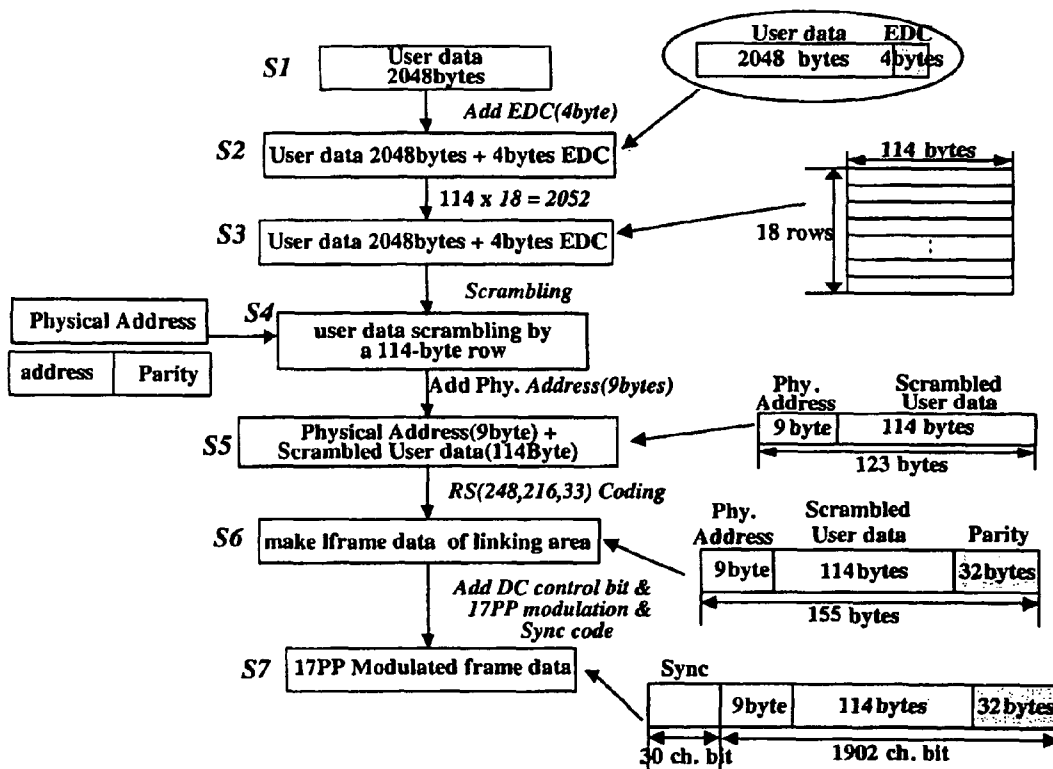 S1
User data
2048bytes
User data EDC
2048 bytes 4bytes
Add EDC(4byte)
S2
User data 2048bytes + 4bytes EDC
114 x 18 = 2052
114 bytes
18 rows
S3
User data 2048bytes + 4bytes EDC
Scrambling
Physical Address
address Parity
S4
user data scrambling by
a 114-byte row
Add Phy. Address(9bytes)
Phy.
Address
Scrambled
User data
9 byte 114 bytes
123 bytes
S5
Physical Address(9byte) +
Scrambled User data(114Byte)
RS(248,216,33) Coding
Phy.
Address
Scrambled
User data
Parity
9byte 114bytes 32bytes
155 bytes
S6
make 1frame data of linking area
Add DC control bit &
17PP modulation &
Sync code
S7
17PP Modulated frame data
Sync
9byte 114bytes 32bytes
30 ch. bit 1902 ch. bit